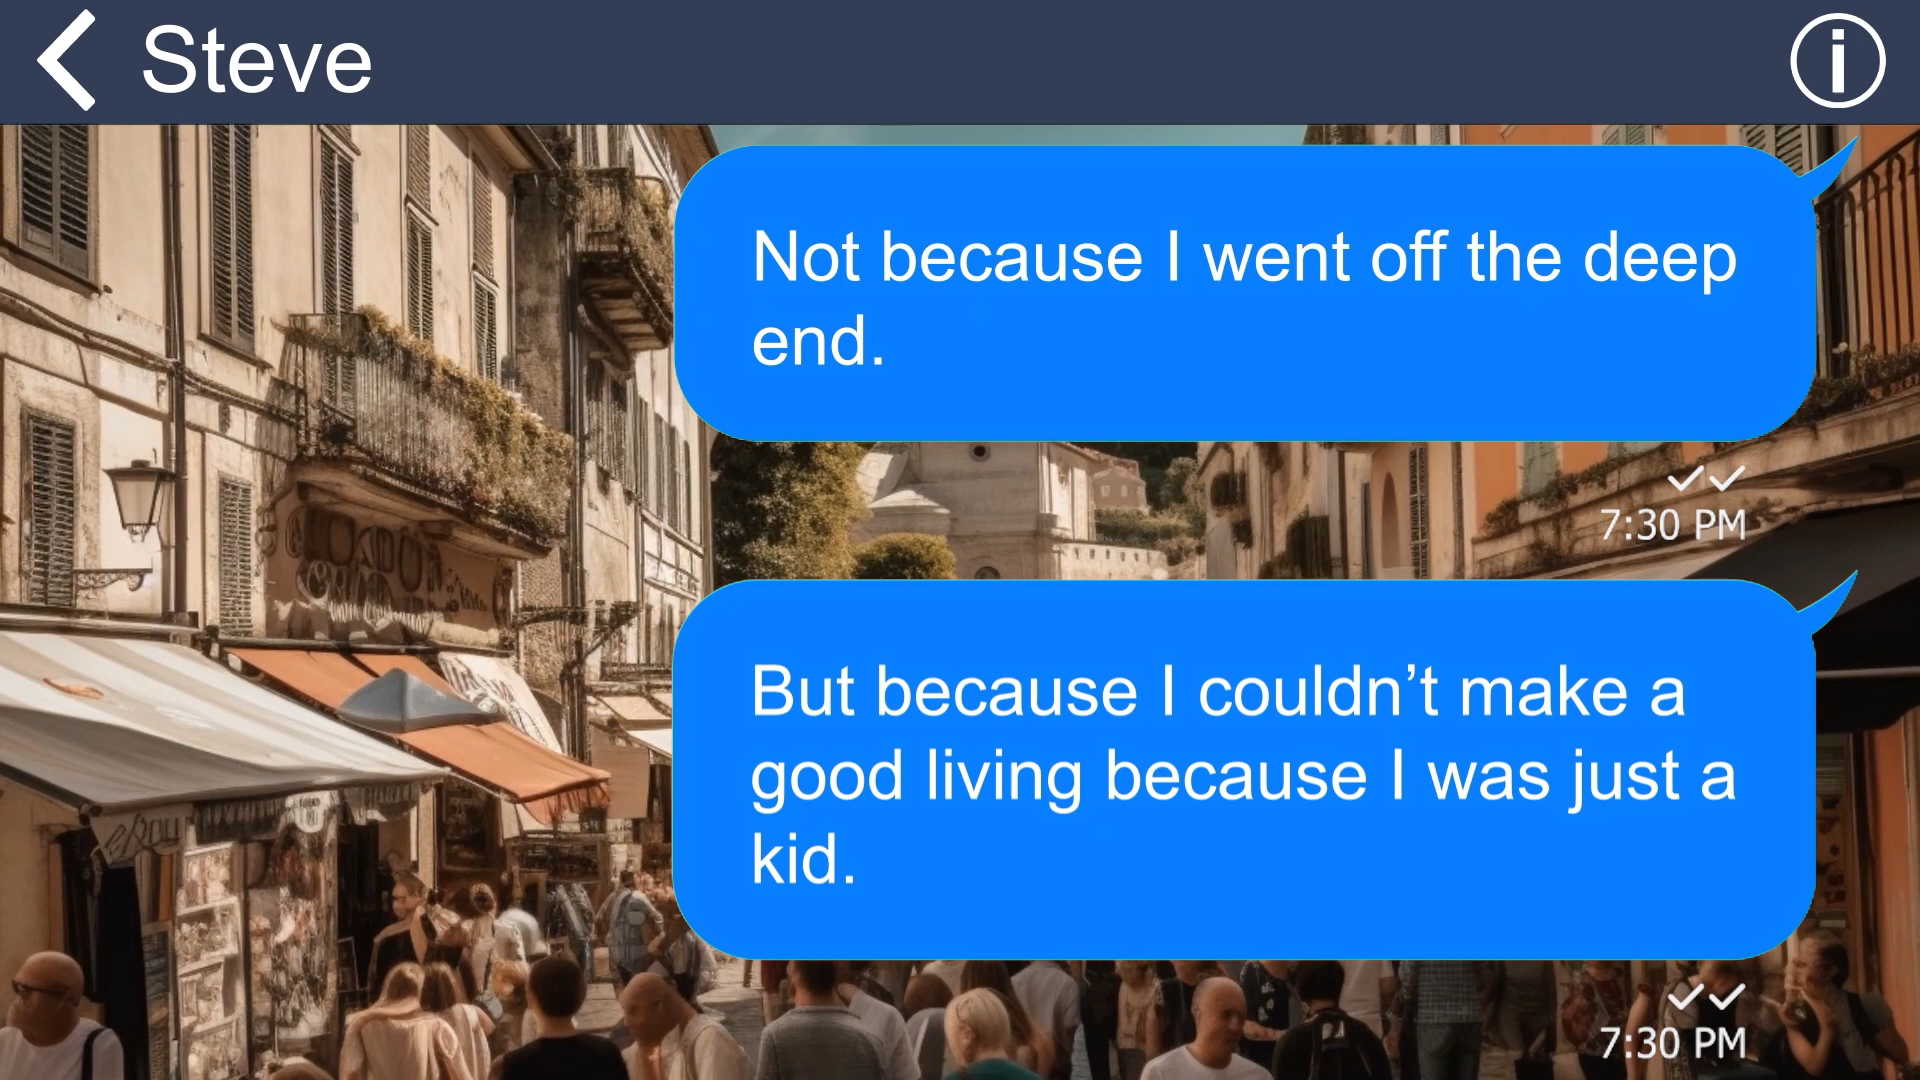 Steve
Not because I went off the deep
end.
7:30 PM
But because I couldn’t make a
good living because I was just a
kid.
7:30 PM